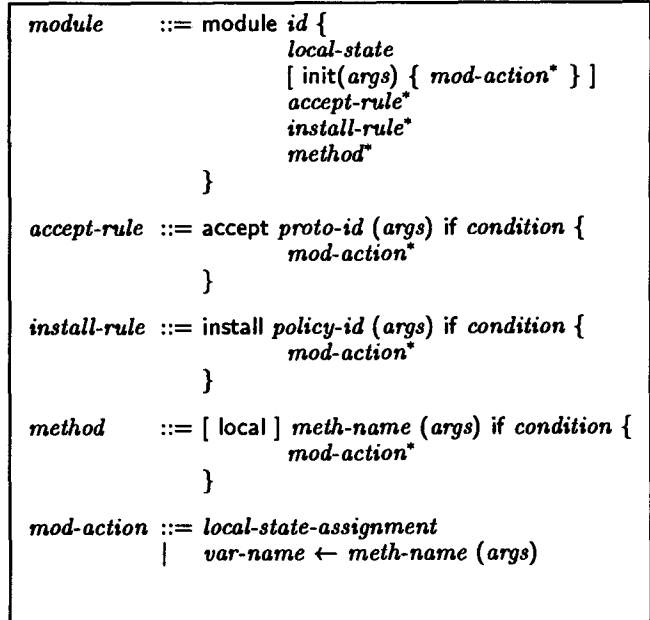 module ::= module id {
local-state
[ init(args) { mod-action* } ]
accept-rule*
install-rule*
method*
}
accept-rule ::= accept proto-id (args) if condition {
mod-action*
}
install-rule ::= install policy-id (args) if condition {
mod-action*
}
method ::= [ local ] meth-name (args) if condition {
mod-action*
}
mod-action ::= local-state-assignment
| var-name ← meth-name (args)